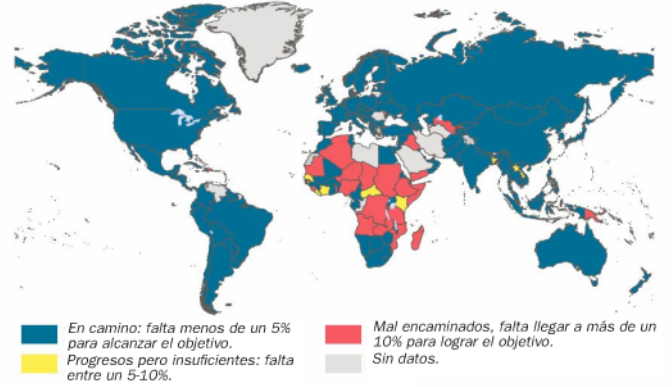 En camino: falta menos de un 5%
para alcanzar el objetivo.
Progresos pero insuficientes: falta
entre un 5-10%.
Mal encaminados, falta llegar a más de un
10% para lograr el objetivo.
Sin datos.